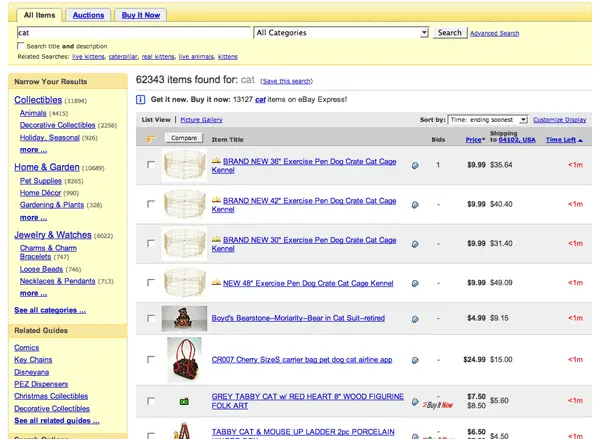 All Items
Auctions
Buy It Now
cat
All Categories
Search
Advanced Search
Search title and description
Related Searches: live kittens, caterpillar, real kittens, live animals, kittens
Narrow Your Results
Collectibles (11894)
Animals (4415)
Decorative Collectibles (2256)
Holiday, Seasonal (926)
more ...
Home & Garden (10689)
Pet Supplies (8265)
Home Décor (990)
Gardening & Plants (328)
more ...
Jewelry & Watches (6022)
Charms & Charm
Bracelets (747)
Loose Beads (746)
Necklaces & Pendants (713)
more ...
See all categories ...
Related Guides
Comics
Key Chains
Disneyana
PEZ Dispensers
Christmas Collectibles
Decorative Collectibles
See all related guides ...
Search Options
62343 items found for: cat (Save this search)
Get it new. Buy it now: 13127 cat items on eBay Express!
List View | Picture Gallery
Sort by: Time: ending soonest
Customize Display
Compare
Item Title
Bids
Price*
Shipping
to 04102, USA
Time Left
BRAND NEW 36" Exercise Pen Dog Crate Cat Cage
Kennel
1 $9.99 $35.64 <1m
BRAND NEW 42" Exercise Pen Dog Crate Cat Cage
Kennel
- $9.99 $40.40 <1m
BRAND NEW 30" Exercise Pen Dog Crate Cat Cage
Kennel
- $9.99 $31.40 <1m
NEW 48" Exercise Pen Dog Crate Cat Cage Kennel
- $9.99 $49.09 <1m
Boyd's Bearstone--Moriarity--Bear in Cat Suit--retired
- $4.99 $9.15 <1m
CR007 Cherry SizeS carrier bag pet dog cat airline app
- $24.99 $15.00 <1m
GREY TABBY CAT w/ RED HEART 8" WOOD FIGURINE
FOLK ART
- $7.50 $5.60 <1m
Buy It Now $8.50
TABBY CAT & MOUSE UP LADDER 2pc PORCELAIN
- $6.50 $4.50 <1m